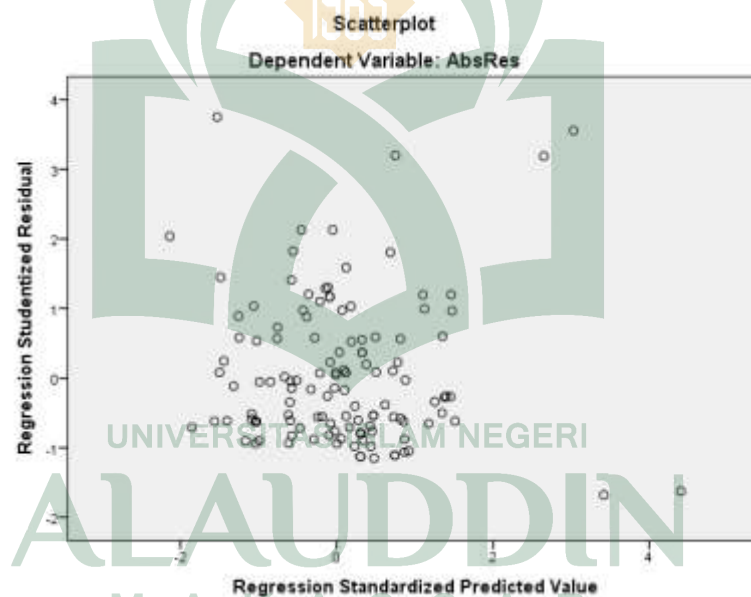 1965
Scatterplot
Dependent Variable: AbsRes
Regression Studentized Residual
4
3
2
1
0
-1
-2
-2
0
2
4
Regression Standardized Predicted Value
UNIVERSITAS ISLAM NEGERI
ALAUDDIN